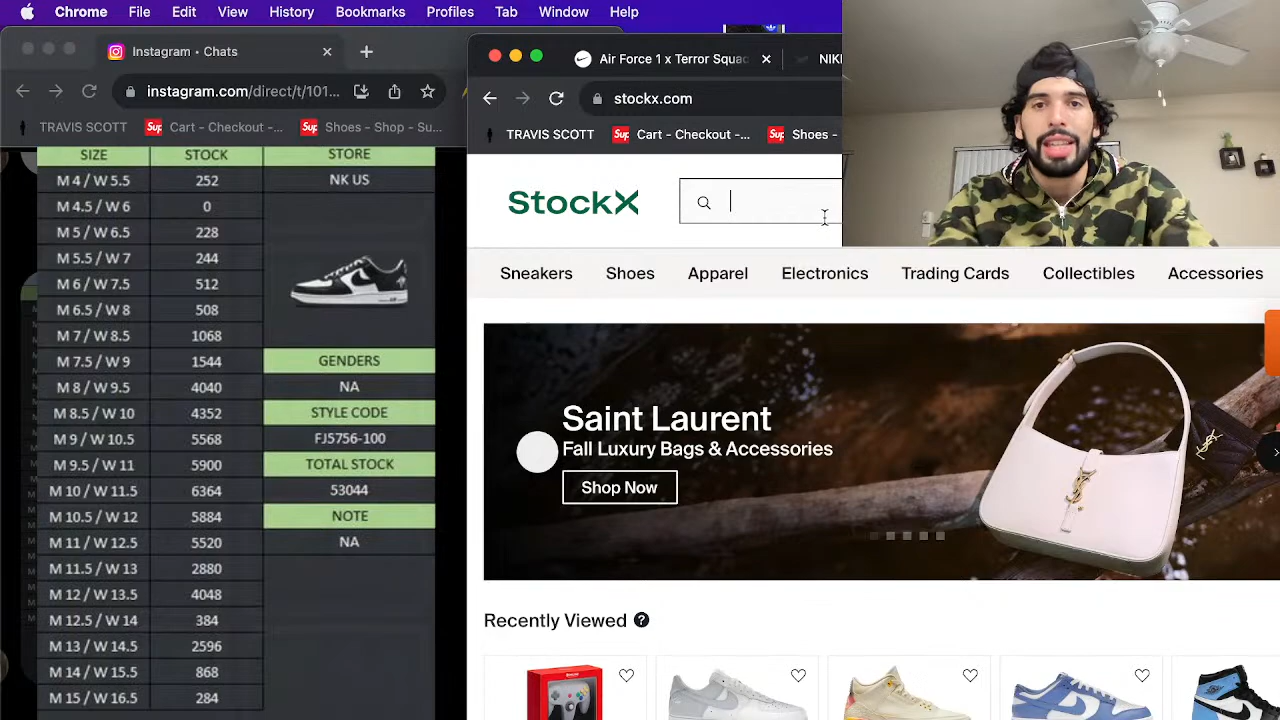 Chrome File Edit View History Bookmarks Profiles Tab Window Help
Instagram • Chats
instagram.com/direct/t/101...
TRAVIS SCOTT Cart - Checkout -... Shoes - Shop - Su...
SIZE STOCK STORE
M 4 / W 5.5 252 NK US
M 4.5 / W 6 0
M 5 / W 6.5 228
M 5.5 / W 7 244
M 6 / W 7.5 512
M 6.5 / W 8 508
M 7 / W 8.5 1068
M 7.5 / W 9 1544 GENDERS
M 8 / W 9.5 4040 NA
M 8.5 / W 10 4352 STYLE CODE
M 9 / W 10.5 5568 FJ5756-100
M 9.5 / W 11 5900 TOTAL STOCK
M 10 / W 11.5 6364 53044
M 10.5 / W 12 5884 NOTE
M 11 / W 12.5 5520 NA
M 11.5 / W 13 2880
M 12 / W 13.5 4048
M 12.5 / W 14 384
M 13 / W 14.5 2596
M 14 / W 15.5 868
M 15 / W 16.5 284
Air Force 1 x Terror Squad NIKE
stockx.com
TRAVIS SCOTT Sup Cart - Checkout -... Sup Shoes -
StockX
Sneakers Shoes Apparel Electronics Trading Cards Collectibles Accessories
Saint Laurent
Fall Luxury Bags & Accessories
Shop Now
Recently Viewed ?